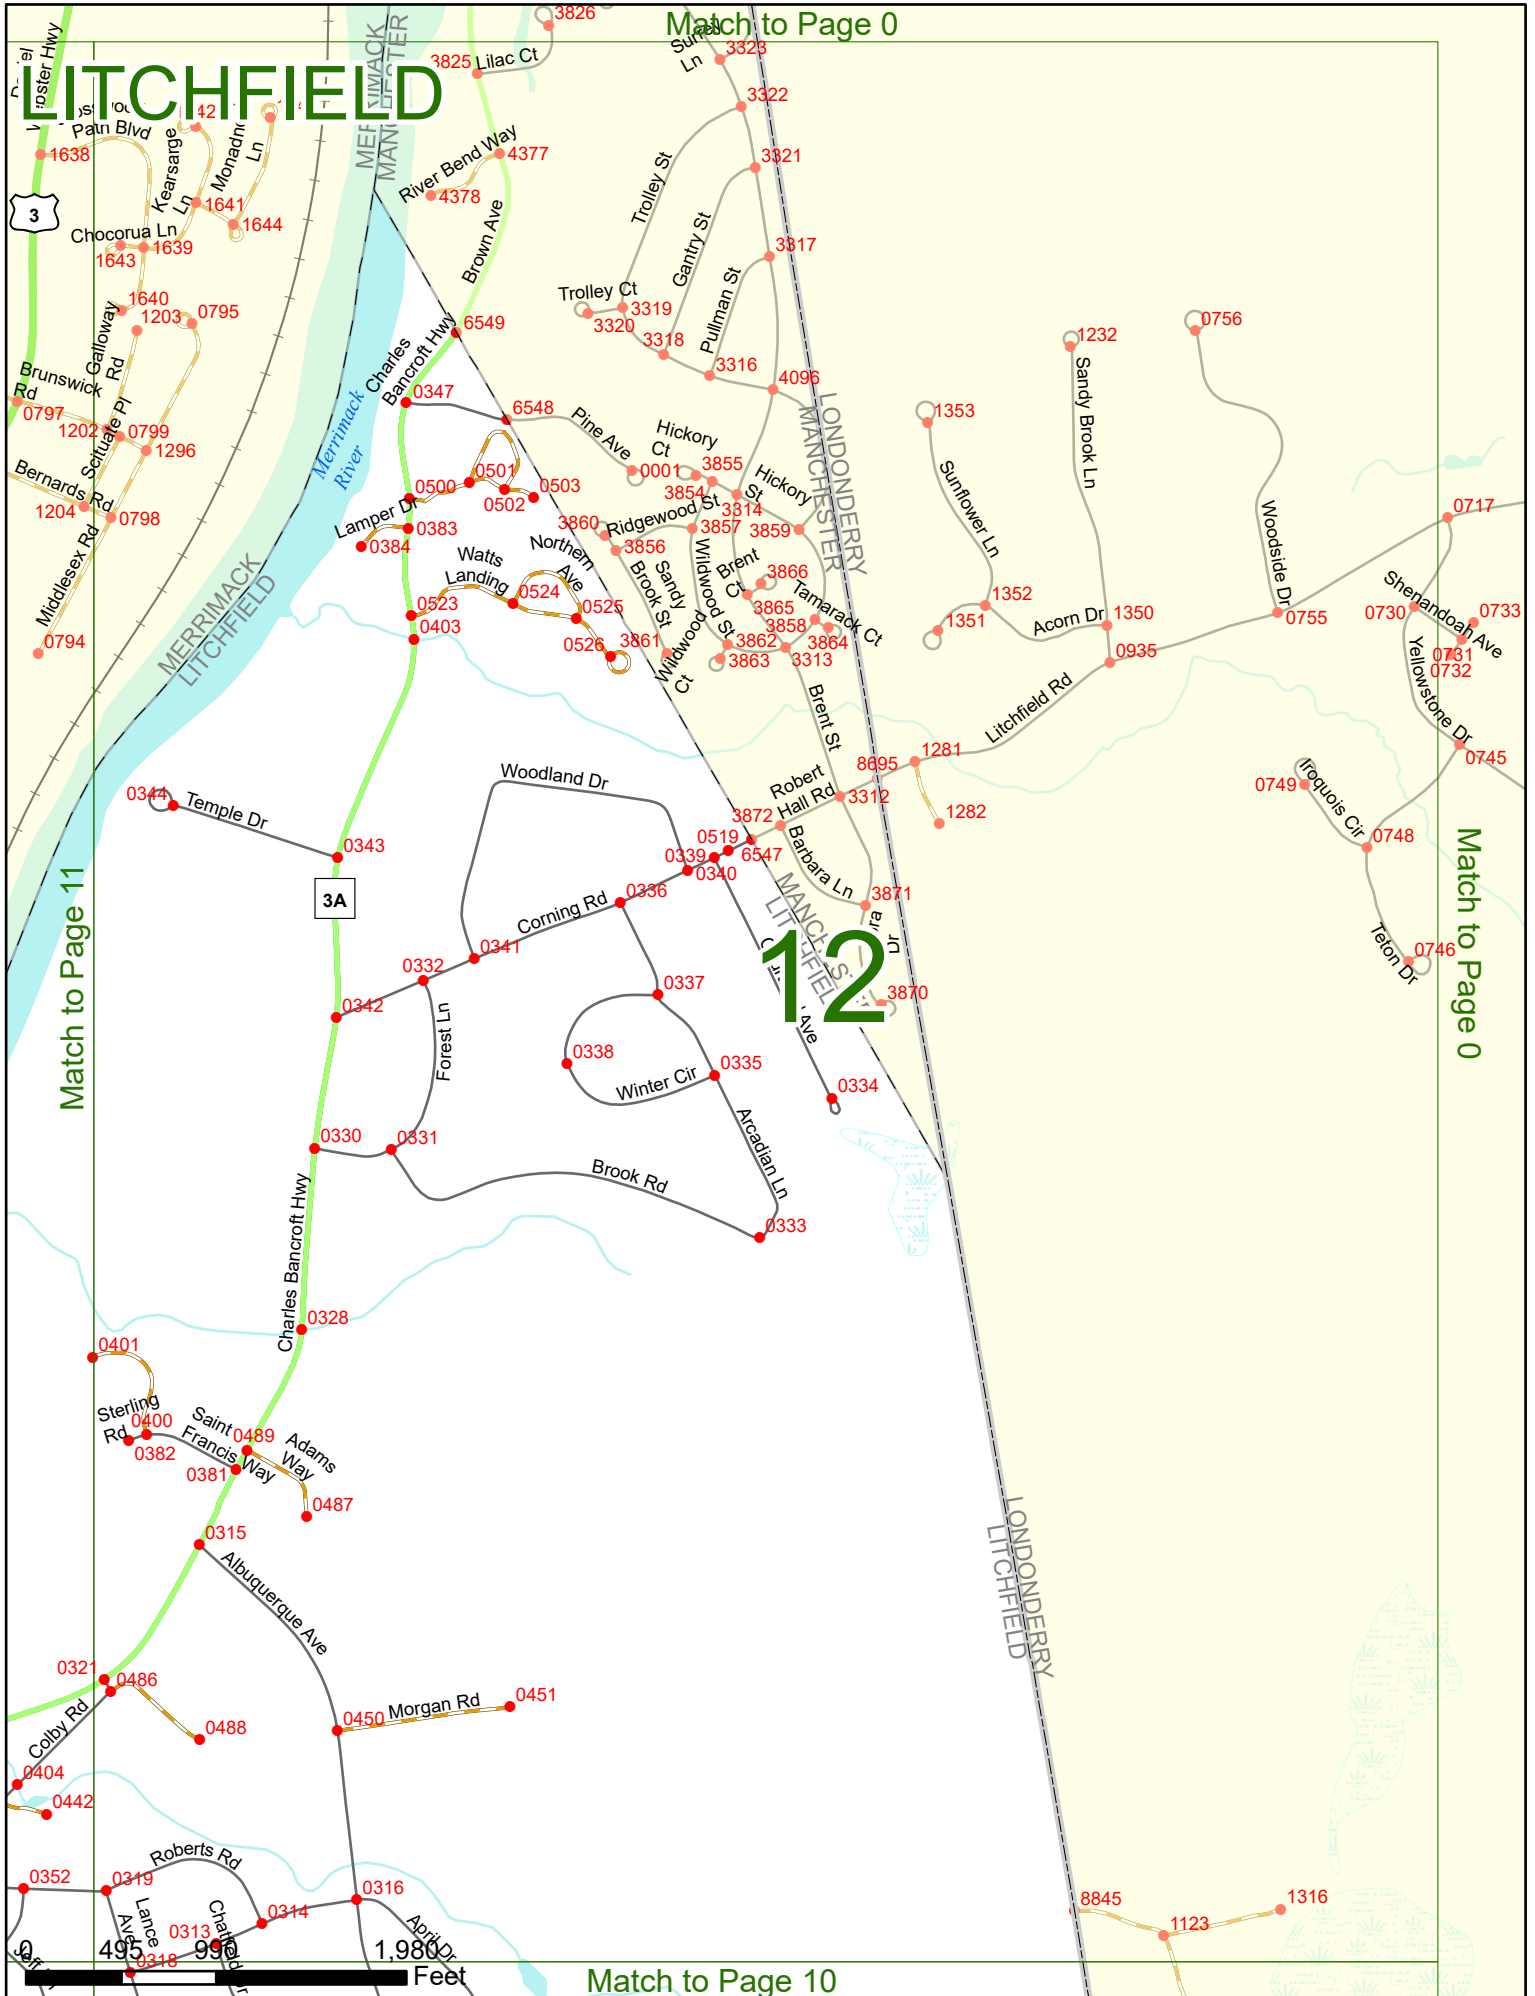 Match to Page 0
LITCHFIELD
12
3826
Lilac Ct
3825
3323
Ln
3322
MANCHESTER
Webster Hwy
Path Blvd
1638
Kearsarge
Ln
Ln
1641
1644
Chocorua Ln
1643
1639
3
River Bend Way
4377
4378
Brown Ave
Trolley St
3321
Gantry St
3317
Pullman St
Trolley Ct
3319
3320
3318
3316
4096
1640
1203
0795
Galloway
Rd
Brunswick
Rd
0797
1202
0799
1296
Scituate Pl
Bernards Rd
1204
0798
Middlesex Rd
0794
MERRIMACK
LITCHFIELD
Merrimack
River
6549
Charles
Bancroft Hwy
0347
6548
Pine Ave
0001
Hickory
Ct
3855
3854
Hickory
St
3314
3859
LONDONDERRY
MANCHESTER
0501
0500
0502
0503
Lamper Dr
0383
0384
Watts
Landing
0524
Northern
Ave
0525
0526
0523
0403
3860
Ridgewood St
3856
3857
Sandy
Brook St
3861
Wildwood St
Wildwood
Ct
Brent
Ct
3866
3865
3858
Tamarack Ct
3864
3862
3863
3313
Brent St
1353
Sunflower Ln
1352
1351
1232
Sandy Brook Ln
0756
Woodside Dr
0755
0717
Acorn Dr
1350
0935
Litchfield Rd
0730
Shenandoah Ave
0733
0731
0732
Yellowstone Dr
0745
1281
8695
1282
Robert
Hall Rd
3312
3872
Barbara Ln
3871
Dr
3870
Iroquois Cir
0749
0748
Teton Dr
0746
Match to Page 0
Match to Page 11
0344
Temple Dr
0343
3A
Woodland Dr
0519
6547
0339
0340
0336
Corning Rd
0341
0332
0342
Forest Ln
0337
0338
Winter Cir
0335
Ave
0334
Arcadian Ln
0330
0331
Brook Rd
0333
Charles Bancroft Hwy
0328
0401
Sterling
Rd
0400
0382
Saint
Francis Way
0381
0489
Adams
Way
0487
0315
Albuquerque Ave
LONDONDERRY
LITCHFIELD
0321
0486
Colby Rd
0488
0450
Morgan Rd
0451
0404
0442
0352
0319
Roberts Rd
Lance
Ave
0313
0314
0316
April Dr
0318
8845
1123
1316
0
495
990
1,980
Feet
Match to Page 10